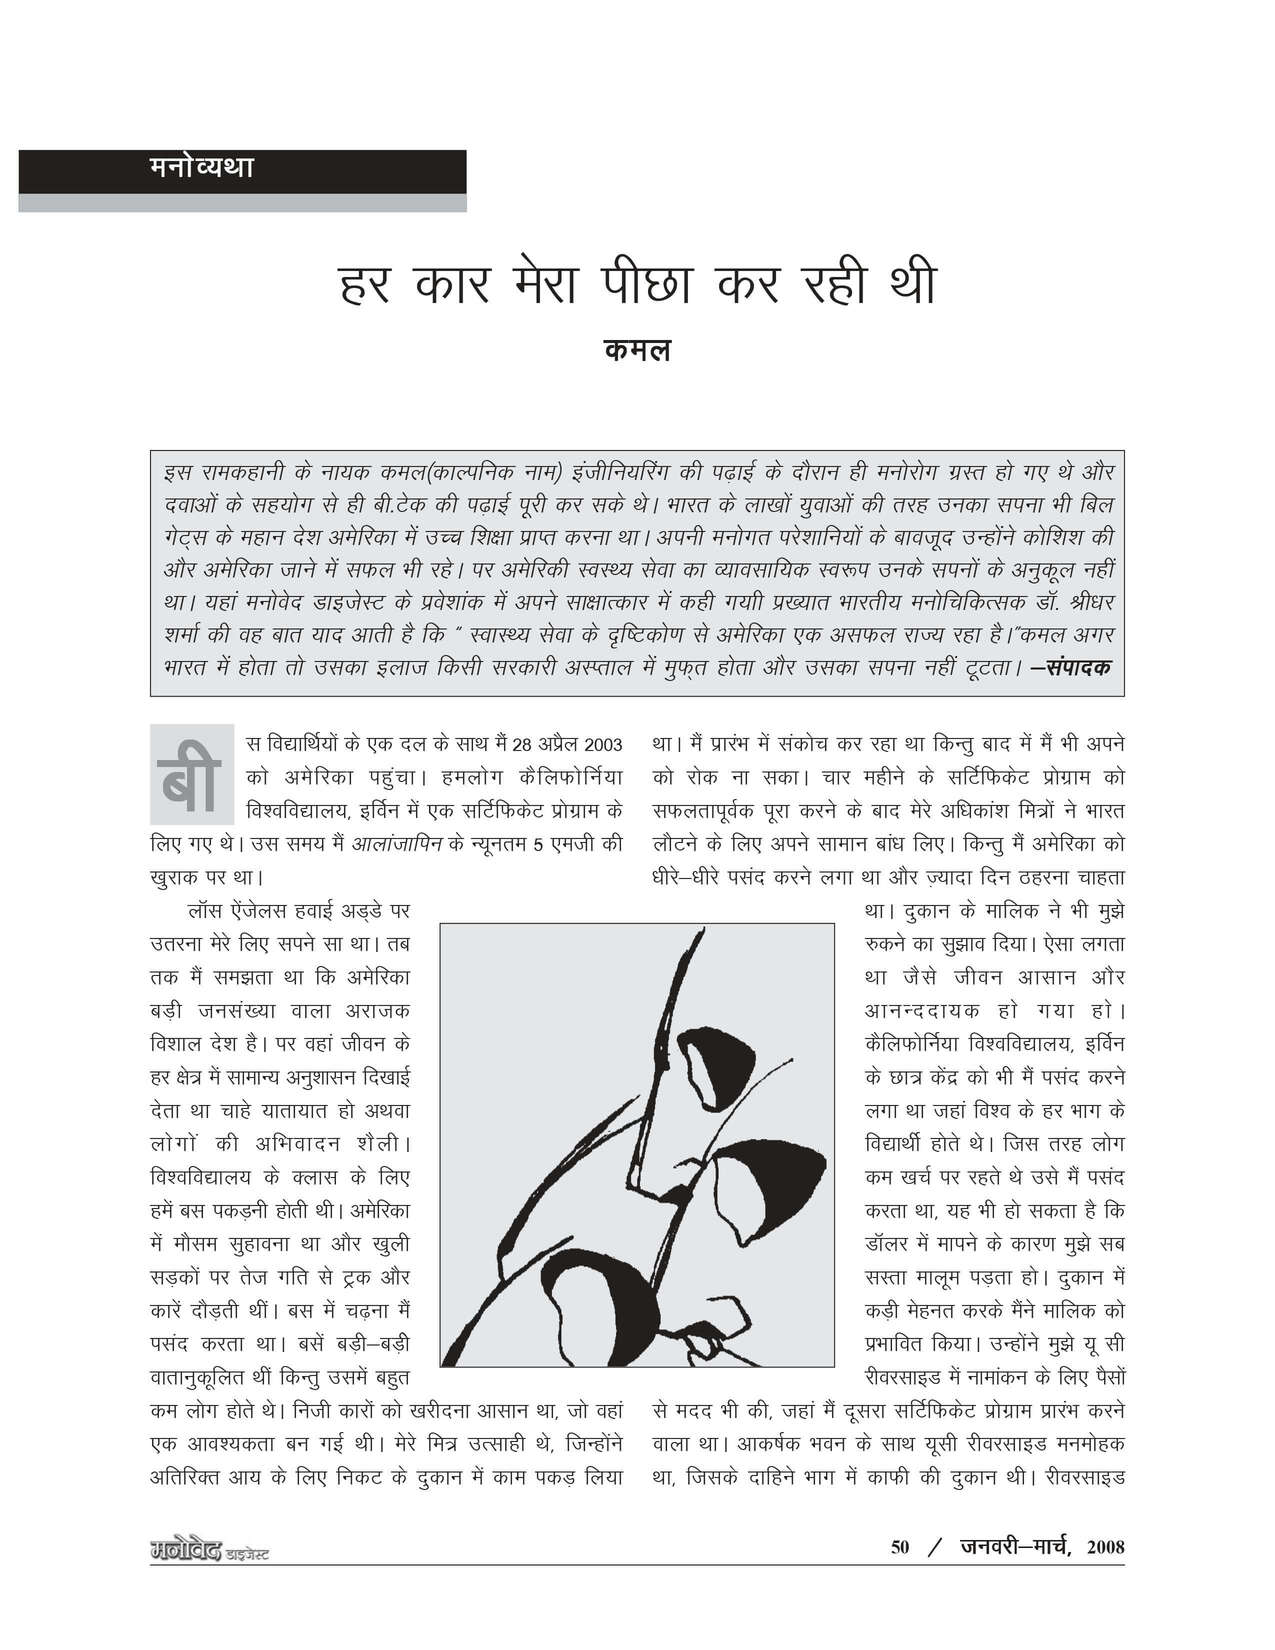 मनोव्यथा
हर कार मेरा पीछा कर रही थी
कमल
इस रामकहानी के नायक कमल(काल्पनिक नाम) इंजीनियरिंग की पढ़ाई के दौरान ही मनोरोग ग्रस्त हो गए थे और
दवाओं के सहयोग से ही बी.टेक की पढ़ाई पूरी कर सके थे। भारत के लाखों युवाओं की तरह उनका सपना भी बिल
गेट्स के महान देश अमेरिका में उच्च शिक्षा प्राप्त करना था। अपनी मनोगत परेशानियों के बावजूद उन्होंने कोशिश की
और अमेरिका जाने में सफल भी रहे। पर अमेरिकी स्वस्थ्य सेवा का व्यावसायिक स्वरूप उनके सपनों के अनुकूल नहीं
था। यहां मनोवेद डाइजेस्ट के प्रवेशांक में अपने साक्षात्कार में कही गयाी प्रख्यात भारतीय मनोचिकित्सक डॉ. श्रीधर
शर्मा की वह बात याद आती है कि “ स्वास्थ्य सेवा के दृष्टिकोण से अमेरिका एक असफल राज्य रहा है।”कमल अगर
भारत में होता तो उसका इलाज किसी सरकारी अस्पताल में मुफ्त होता और उसका सपना नहीं टूटता। –संपादक
बीस विद्यार्थियों के एक दल के साथ मैं 28 अप्रैल 2003
को अमेरिका पहुंचा। हमलोग कैलिफोर्निया
विश्वविद्यालय, इर्विन में एक सर्टिफिकेट प्रोग्राम के
लिए गए थे। उस समय मैं आलांजापिन के न्यूनतम 5 एमजी की
खुराक पर था।
लॉस ऐंजेलस हवाई अड्डे पर
उतरना मेरे लिए सपने सा था। तब
तक मैं समझता था कि अमेरिका
बड़ी जनसंख्या वाला अराजक
विशाल देश है। पर वहां जीवन के
हर क्षेत्र में सामान्य अनुशासन दिखाई
देता था चाहे यातायात हो अथवा
लोगों की अभिवादन शैली।
विश्वविद्यालय के क्लास के लिए
हमें बस पकड़नी होती थी। अमेरिका
में मौसम सुहावना था और खुली
सड़कों पर तेज गति से ट्रक और
कारें दौड़ती थीं। बस में चढ़ना मैं
पसंद करता था। बसें बड़ी–बड़ी
वातानुकूलित थीं किन्तु उसमें बहुत
कम लोग होते थे। निजी कारों को खरीदना आसान था, जो वहां
एक आवश्यकता बन गई थी। मेरे मित्र उत्साही थे, जिन्होंने
अतिरिक्त आय के लिए निकट के दुकान में काम पकड़ लिया
था। मैं प्रारंभ में संकोच कर रहा था किन्तु बाद में मैं भी अपने
को रोक ना सका। चार महीने के सर्टिफिकेट प्रोग्राम को
सफलतापूर्वक पूरा करने के बाद मेरे अधिकांश मित्रों ने भारत
लौटने के लिए अपने सामान बांध लिए। किन्तु मैं अमेरिका को
धीरे–धीरे पसंद करने लगा था और ज़्यादा दिन ठहरना चाहता
था। दुकान के मालिक ने भी मुझे
रुकने का सुझाव दिया। ऐसा लगता
था जैसे जीवन आसान और
आनन्ददायक हो गया हो।
कैलिफोर्निया विश्वविद्यालय, इर्विन
के छात्र केंद्र को भी मैं पसंद करने
लगा था जहां विश्व के हर भाग के
विद्यार्थी होते थे। जिस तरह लोग
कम खर्च पर रहते थे उसे मैं पसंद
करता था, यह भी हो सकता है कि
डॉलर में मापने के कारण मुझे सब
सस्ता मालूम पड़ता हो। दुकान में
कड़ी मेहनत करके मैंने मालिक को
प्रभावित किया। उन्होंने मुझे यू सी
रीवरसाइड में नामांकन के लिए पैसों
से मदद भी की, जहां मैं दूसरा सर्टिफिकेट प्रोग्राम प्रारंभ करने
वाला था। आकर्षक भवन के साथ यूसी रीवरसाइड मनमोहक
था, जिसके दाहिने भाग में काफी की दुकान थी। रीवरसाइड
मनोवेद डाइजेस्ट
50 / जनवरी–मार्च, 2008